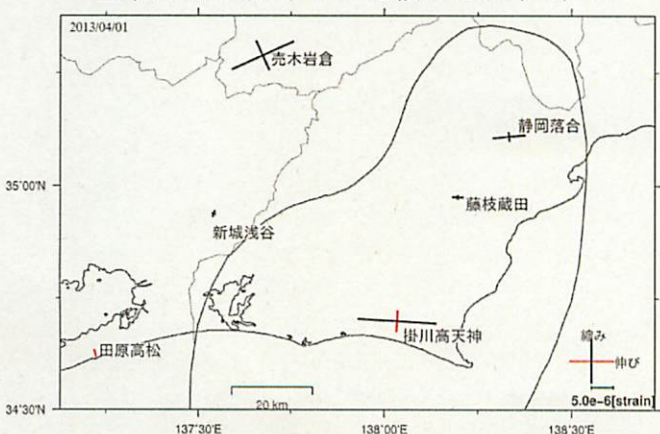 2013/04/01
売木岩倉
静岡落合
35°00'N
藤枝蔵田
新城浅谷
掛川高天神
縮み
田原高松
伸び
5.0e-6[strain]
20 km
34°30'N
137°30'E
138°00'E
138°30'E